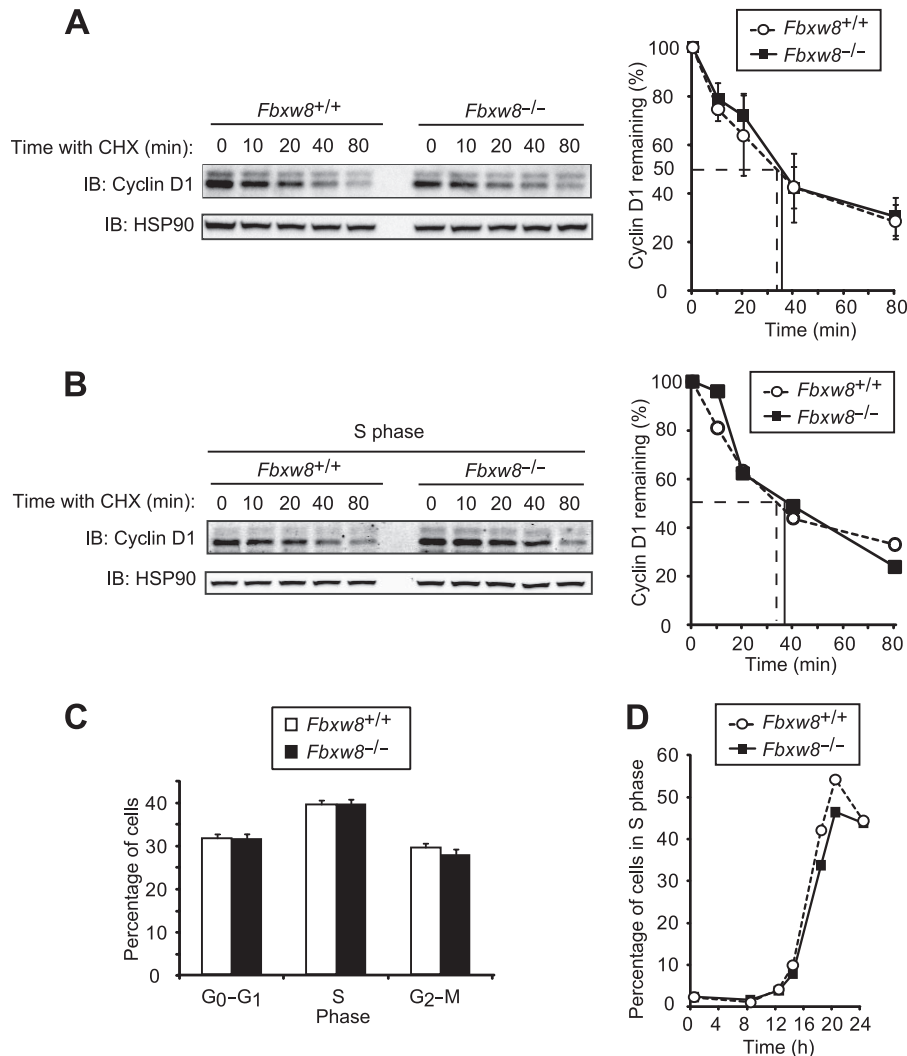 A
Fbxw8+/+
Fbxw8–/–
Time with CHX (min): 0 10 20 40 80 0 10 20 40 80
IB: Cyclin D1
IB: HSP90
Fbxw8+/+
Fbxw8–/–
Cyclin D1 remaining (%)
100
80
60
50
40
20
0
0 20 40 60 80
Time (min)
B
S phase
Fbxw8+/+ Fbxw8–/–
Time with CHX (min): 0 10 20 40 80 0 10 20 40 80
IB: Cyclin D1
IB: HSP90
Fbxw8+/+
Fbxw8–/–
Cyclin D1 remaining (%)
100
80
60
50
40
20
0
0 20 40 60 80
Time (min)
C
Fbxw8+/+
Fbxw8–/–
Percentage of cells
40
30
20
10
0
G0–G1 S G2–M
Phase
D
Fbxw8+/+
Fbxw8–/–
Percentage of cells in S phase
60
50
40
30
20
10
0
0 4 8 12 16 20 24
Time (h)